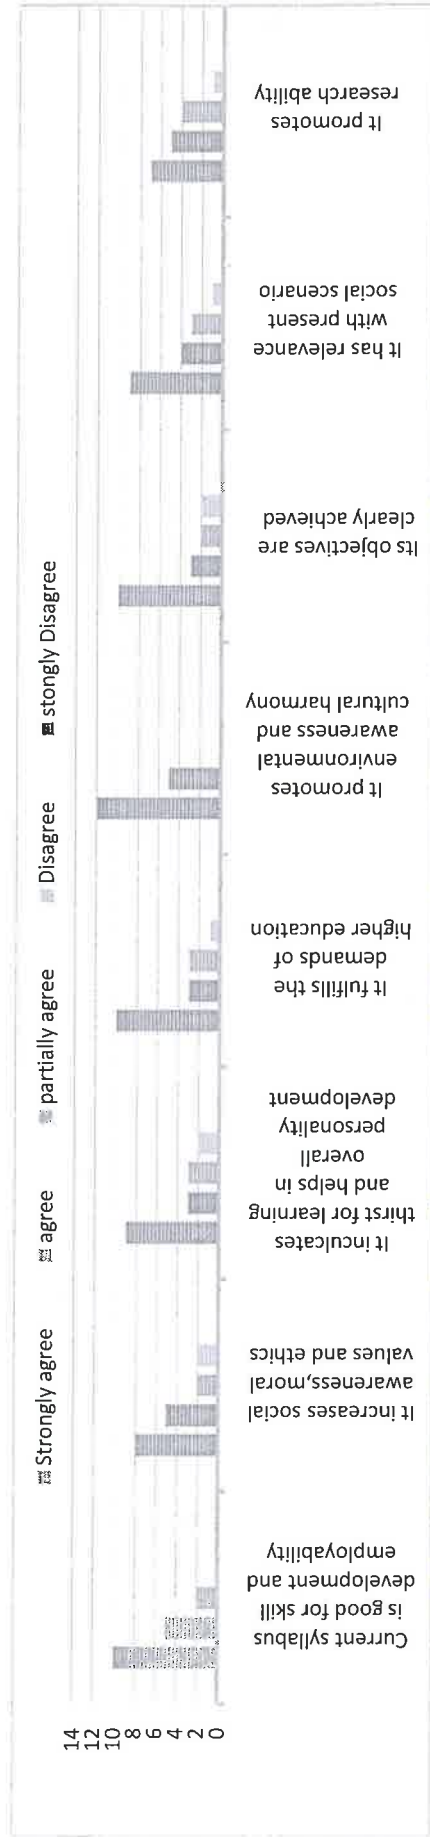 Strongly agree
agree
partially agree
Disagree
stongly Disagree
14
12
10
8
6
4
2
0
Current syllabus
is good for skill
development and
employability
It increases social
awareness,moral
values and ethics
It inculcates
thirst for learning
and helps in
overall
personality
development
It fulfills the
demands of
higher education
It promotes
environmental
awareness and
cultural harmony
Its objectives are
clearly achieved
It has relevance
with present
social scenario
It promotes
research ability